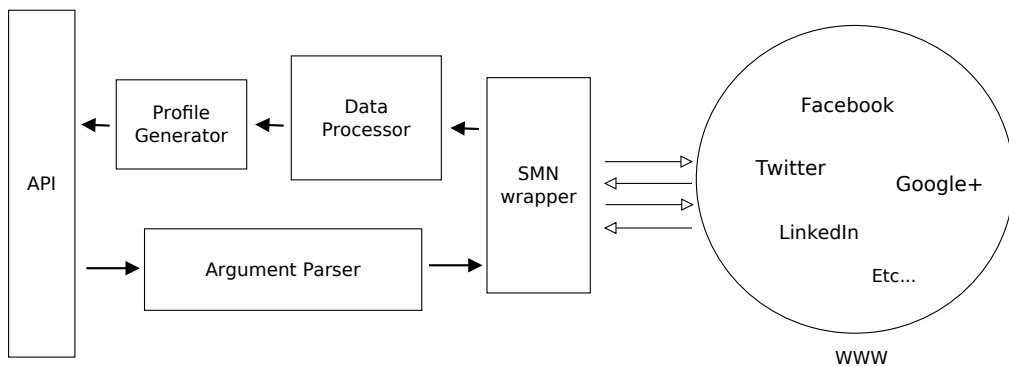 API
Profile
Generator
Data
Processor
SMN
wrapper
Argument Parser
Facebook
Twitter
Google+
LinkedIn
Etc...
WWW